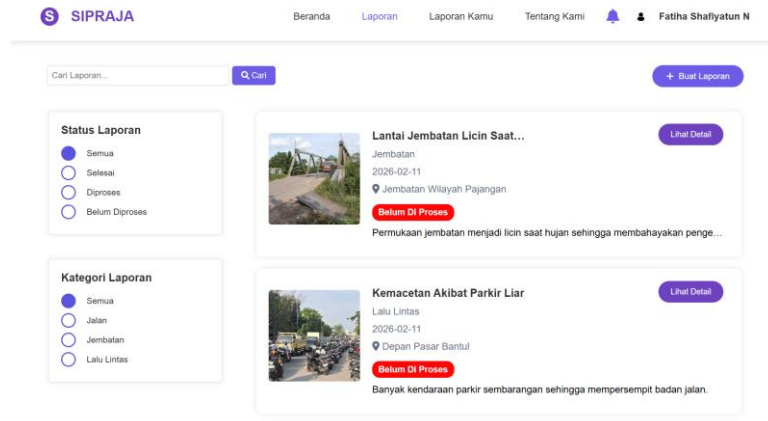 S SIPRAJA
Beranda Laporan Laporan Kamu Tentang Kami Fatiha Shafiyatun N
Cari Laporan... Cari + Buat Laporan
Status Laporan
Semua
Selesai
Diproses
Belum Diproses
Kategori Laporan
Semua
Jalan
Jembatan
Lalu Lintas
Lantai Jembatan Licin Saat...
Lihat Detail
Jembatan
2026-02-11
Jembatan Wilayah Pajangan
Belum Di Proses
Permukaan jembatan menjadi licin saat hujan sehingga membahayakan penge...
Kemacetan Akibat Parkir Liar
Lihat Detail
Lalu Lintas
2026-02-11
Depan Pasar Bantul
Belum Di Proses
Banyak kendaraan parkir sembarangan sehingga mempersempit badan jalan.